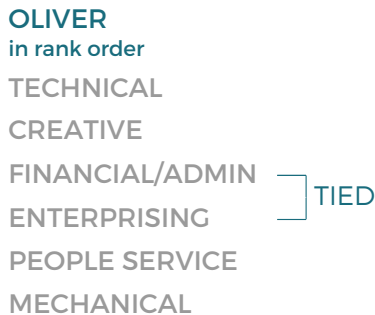 OLIVER
in rank order
TECHNICAL
CREATIVE
FINANCIAL/ADMIN
TIED
ENTERPRISING
PEOPLE SERVICE
MECHANICAL